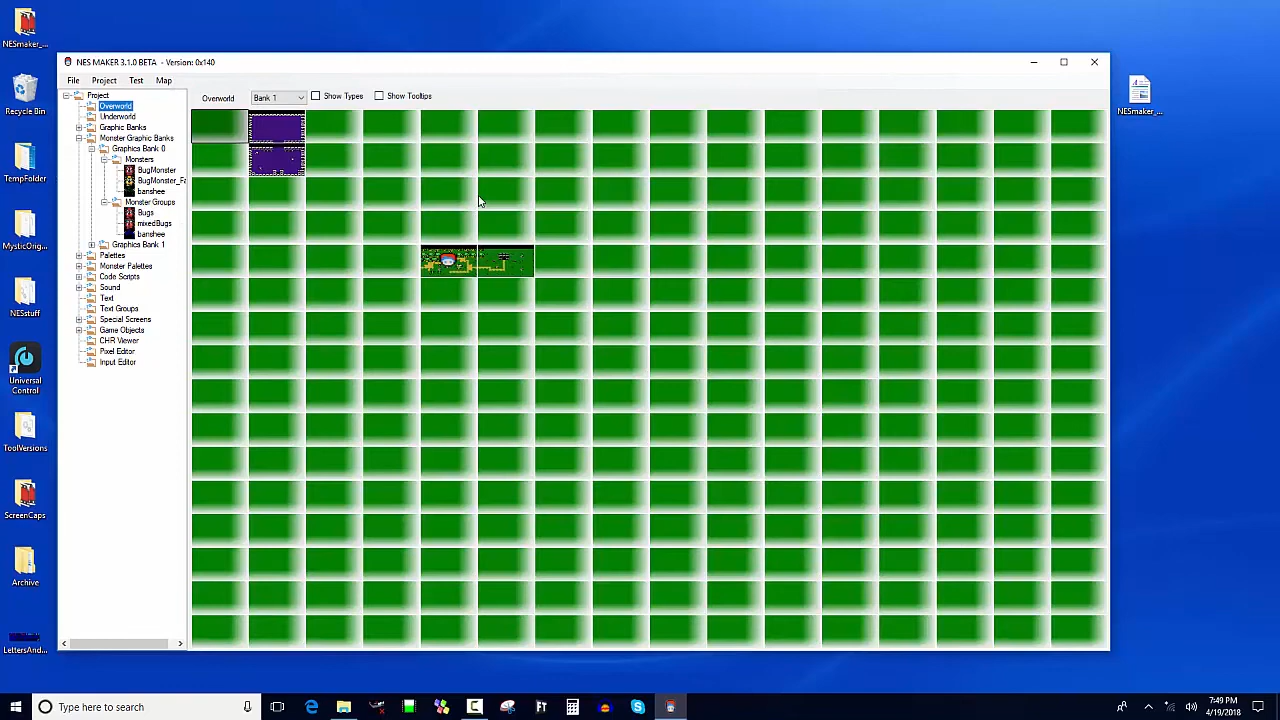 NESmaker_...
Recycle Bin
TempFolder
MysticOrig...
NESstuff
Universal
Control
ToolVersions
ScreenCaps
Archive
LettersAnd...
NES MAKER 3.1.0 BETA - Version: 0x140
File Project Test Map
Project
Overworld
Underworld
Graphic Banks
Monster Graphic Banks
Graphics Bank 0
Monsters
BugMonster
BugMonster_Fa
banshee
Monster Groups
Bugs
mixedBugs
banshee
Graphics Bank 1
Palettes
Monster Palettes
Code Scripts
Sound
Text
Text Groups
Special Screens
Game Objects
CHR Viewer
Pixel Editor
Input Editor
Overworld Bank 1 Show Types Show Tooltips
NESmaker_...
Type here to search
7:49 PM
4/19/2018